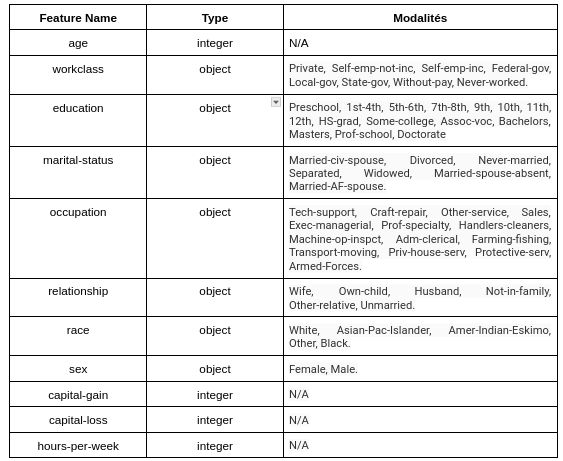 Feature Name Type Modalités
age integer N/A
workclass object Private, Self-emp-not-inc, Self-emp-inc, Federal-gov,
Local-gov, State-gov, Without-pay, Never-worked.
education object Preschool, 1st-4th, 5th-6th, 7th-8th, 9th, 10th, 11th,
12th, HS-grad, Some-college, Assoc-voc, Bachelors,
Masters, Prof-school, Doctorate
marital-status object Married-civ-spouse, Divorced, Never-married,
Separated, Widowed, Married-spouse-absent,
Married-AF-spouse.
occupation object Tech-support, Craft-repair, Other-service, Sales,
Exec-managerial, Prof-specialty, Handlers-cleaners,
Machine-op-inspct, Adm-clerical, Farming-fishing,
Transport-moving, Priv-house-serv, Protective-serv,
Armed-Forces.
relationship object Wife, Own-child, Husband, Not-in-family,
Other-relative, Unmarried.
race object White, Asian-Pac-Islander, Amer-Indian-Eskimo,
Other, Black.
sex object Female, Male.
capital-gain integer N/A
capital-loss integer N/A
hours-per-week integer N/A